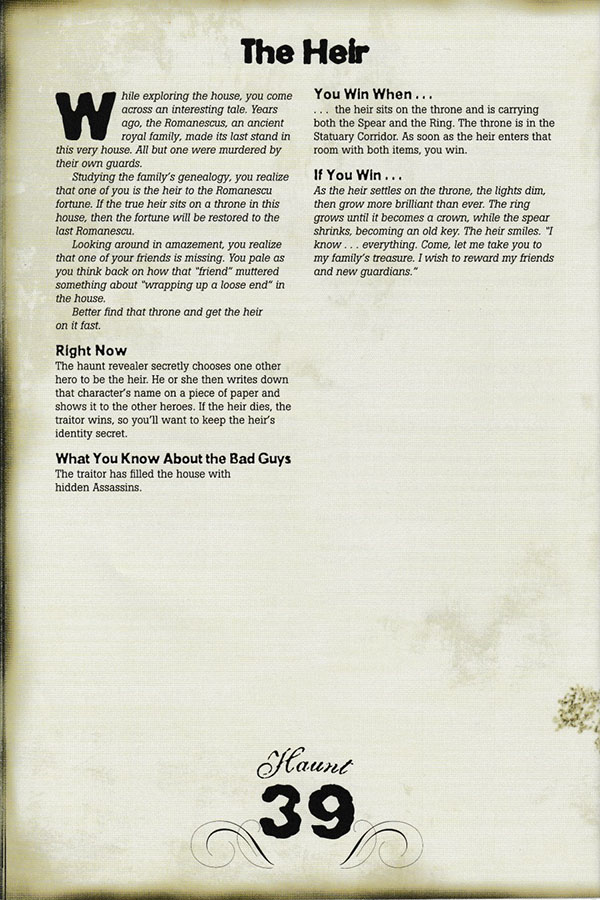 The Heir
While exploring the house, you come
across an interesting tale. Years
ago, the Romanescus, an ancient
royal family, made its last stand in
this very house. All but one were murdered by
their own guards.
Studying the family's genealogy, you realize
that one of you is the heir to the Romanescu
fortune. If the true heir sits on a throne in this
house, then the fortune will be restored to the
last Romanescu.
Looking around in amazement, you realize
that one of your friends is missing. You pale as
you think back on how that "friend" muttered
something about "wrapping up a loose end" in
the house.
Better find that throne and get the heir
on it fast.
Right Now
The haunt revealer secretly chooses one other
hero to be the heir. He or she then writes down
that character's name on a piece of paper and
shows it to the other heroes. If the heir dies, the
traitor wins, so you'll want to keep the heir's
identity secret.
What You Know About the Bad Guys
The traitor has filled the house with
hidden Assassins.
You Win When . . .
. . . the heir sits on the throne and is carrying
both the Spear and the Ring. The throne is in the
Statuary Corridor. As soon as the heir enters that
room with both items, you win.
If You Win . . .
As the heir settles on the throne, the lights dim,
then grow more brilliant than ever. The ring
grows until it becomes a crown, while the spear
shrinks, becoming an old key. The heir smiles. "I
know . . . everything. Come, let me take you to
my family's treasure. I wish to reward my friends
and new guardians."
Haunt
39